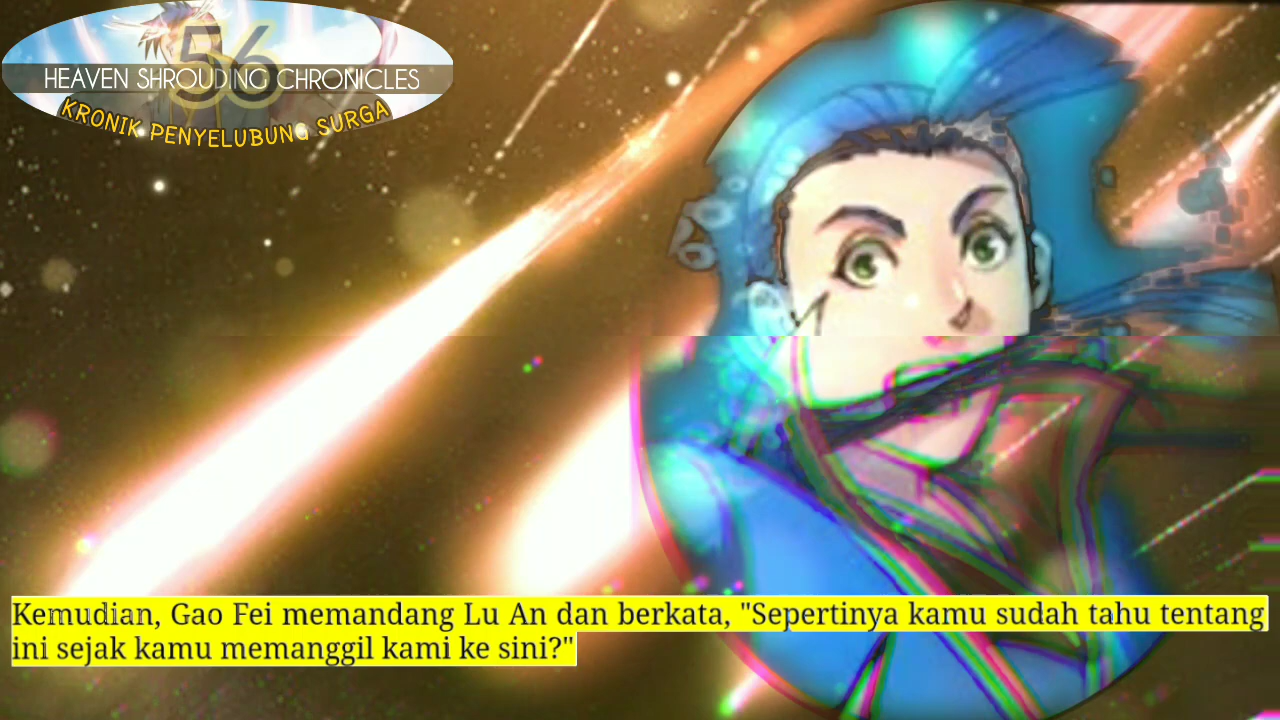 56
HEAVEN SHROUDING CHRONICLES
KRONIK PENYELUBUNG SURGA
Kemudian, Gao Fei memandang Lu An dan berkata, "Sepertinya kamu sudah tahu tentang
ini sejak kamu memanggil kami ke sini?"